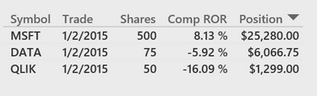 Symbol Trade Shares Comp ROR Position
MSFT 1/2/2015 500 8.13 % $25,280.00
DATA 1/2/2015 75 -5.92 % $6,066.75
QLIK 1/2/2015 50 -16.09 % $1,299.00